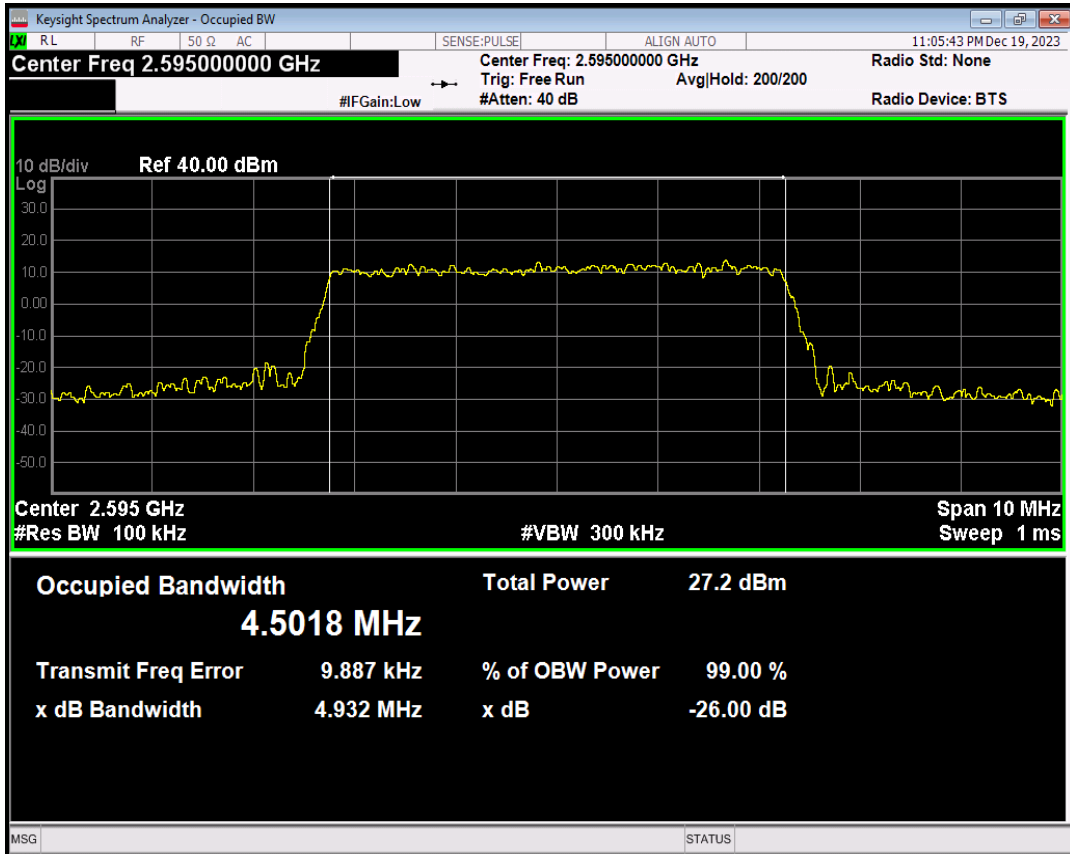 Keysight Spectrum Analyzer - Occupied BW
LXI RL RF 50 Ω AC SENSE:PULSE ALIGN AUTO 11:05:43 PM Dec 19, 2023
Center Freq 2.595000000 GHz
Center Freq: 2.595000000 GHz
Radio Std: None
Trig: Free Run Avg|Hold: 200/200
#IFGain:Low #Atten: 40 dB Radio Device: BTS
10 dB/div Ref 40.00 dBm
Log
30.0
20.0
10.0
0.00
-10.0
-20.0
-30.0
-40.0
-50.0
Center 2.595 GHz Span 10 MHz
#Res BW 100 kHz #VBW 300 kHz Sweep 1 ms
Occupied Bandwidth Total Power 27.2 dBm
4.5018 MHz
Transmit Freq Error 9.887 kHz % of OBW Power 99.00 %
x dB Bandwidth 4.932 MHz x dB -26.00 dB
MSG STATUS